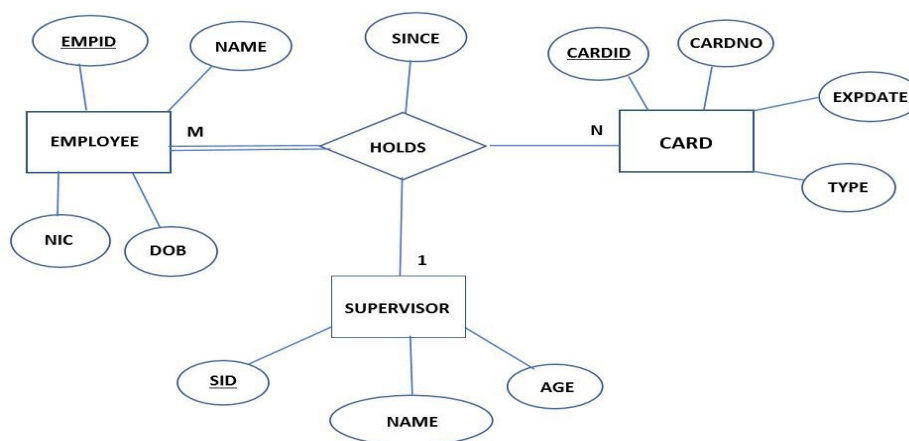 EMPID
NAME
SINCE
CARDID
CARDNO
EXPDATE
EMPLOYEE
M
HOLDS
N
CARD
TYPE
NIC
DOB
1
SUPERVISOR
SID
NAME
AGE